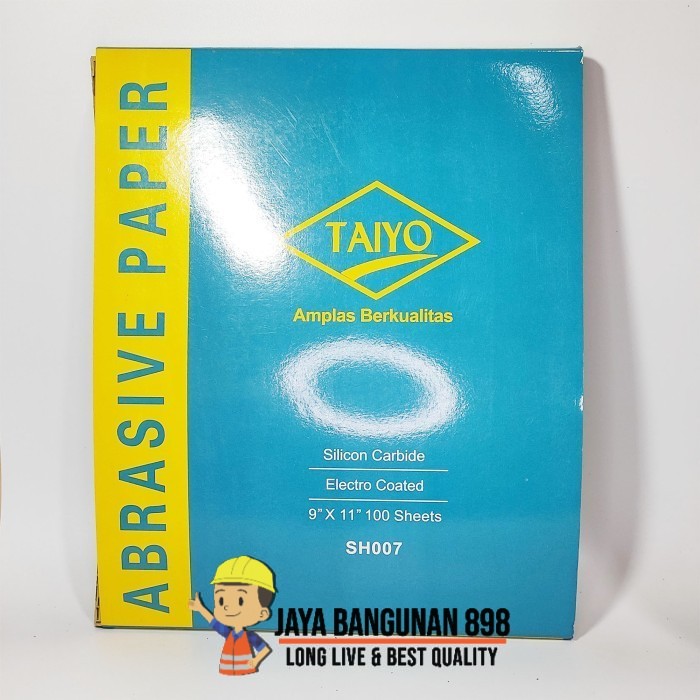 ABRASIVE PAPER
TAIYO
Amplas Berkualitas
Silicon Carbide
Electro Coated
9" X 11" 100 Sheets
SH007
JAYA BANGUNAN 898
LONG LIVE & BEST QUALITY